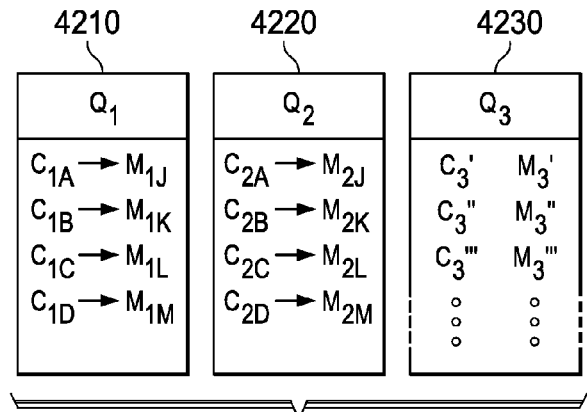 4210 4220 4230
Q1 Q2 Q3
C1A → M1J C2A → M2J C3' M3'
C1B → M1K C2B → M2K C3'' M3''
C1C → M1L C2C → M2L C3''' M3'''
C1D → M1M C2D → M2M